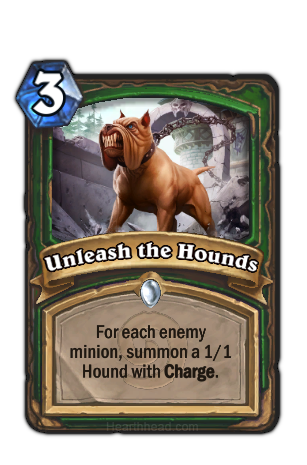 3
Unleash the Hounds
For each enemy
minion, summon a 1/1
Hound with Charge.
Hearthhead.com